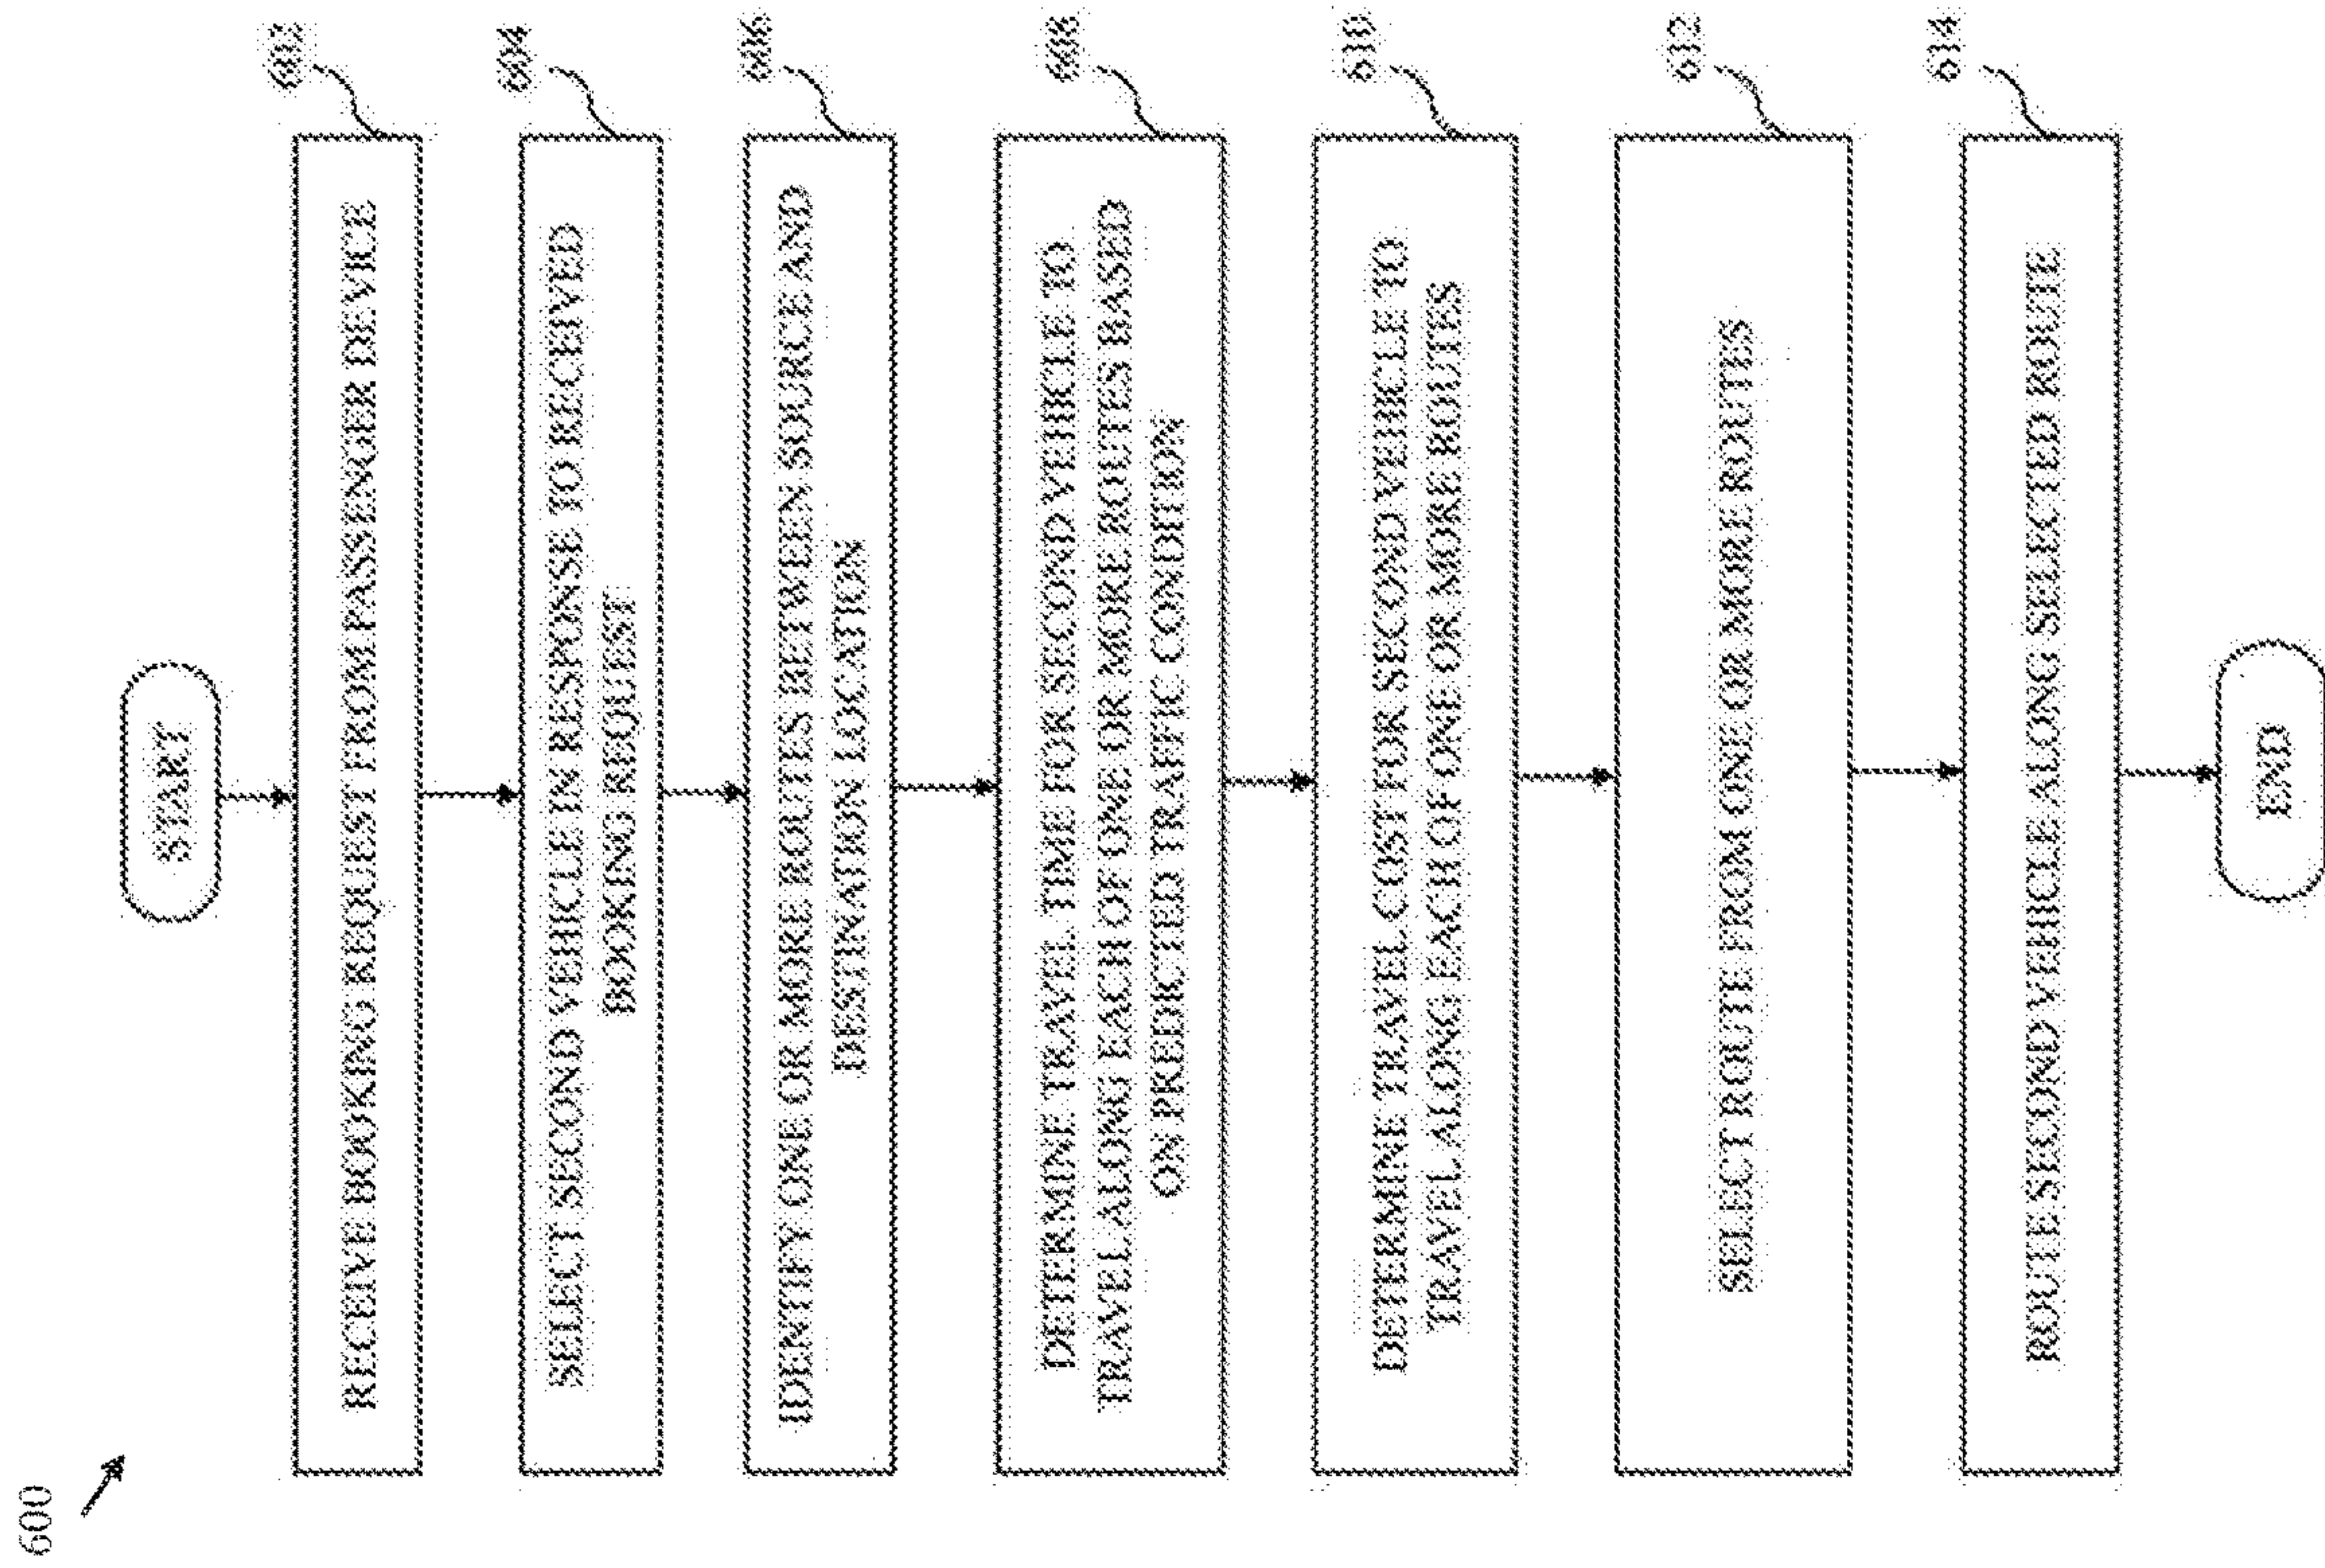 600
START
RECEIVE BOOKING REQUEST FROM PASSENGER DEVICE
602
SELECT SECOND VEHICLE IN RESPONSE TO RECEIVED
BOOKING REQUEST
604
IDENTIFY ONE OR MORE ROUTES BETWEEN SOURCE AND
DESTINATION LOCATION
606
DETERMINE TRAVEL TIME FOR SECOND VEHICLE TO
TRAVEL ALONG EACH OF ONE OR MORE ROUTES BASED
ON PREDICTED TRAFFIC CONDITION
608
DETERMINE TRAVEL COST FOR SECOND VEHICLE TO
TRAVEL ALONG EACH OF ONE OR MORE ROUTES
610
SELECT ROUTE FROM ONE OR MORE ROUTES
612
ROUTE SECOND VEHICLE ALONG SELECTED ROUTE
614
END